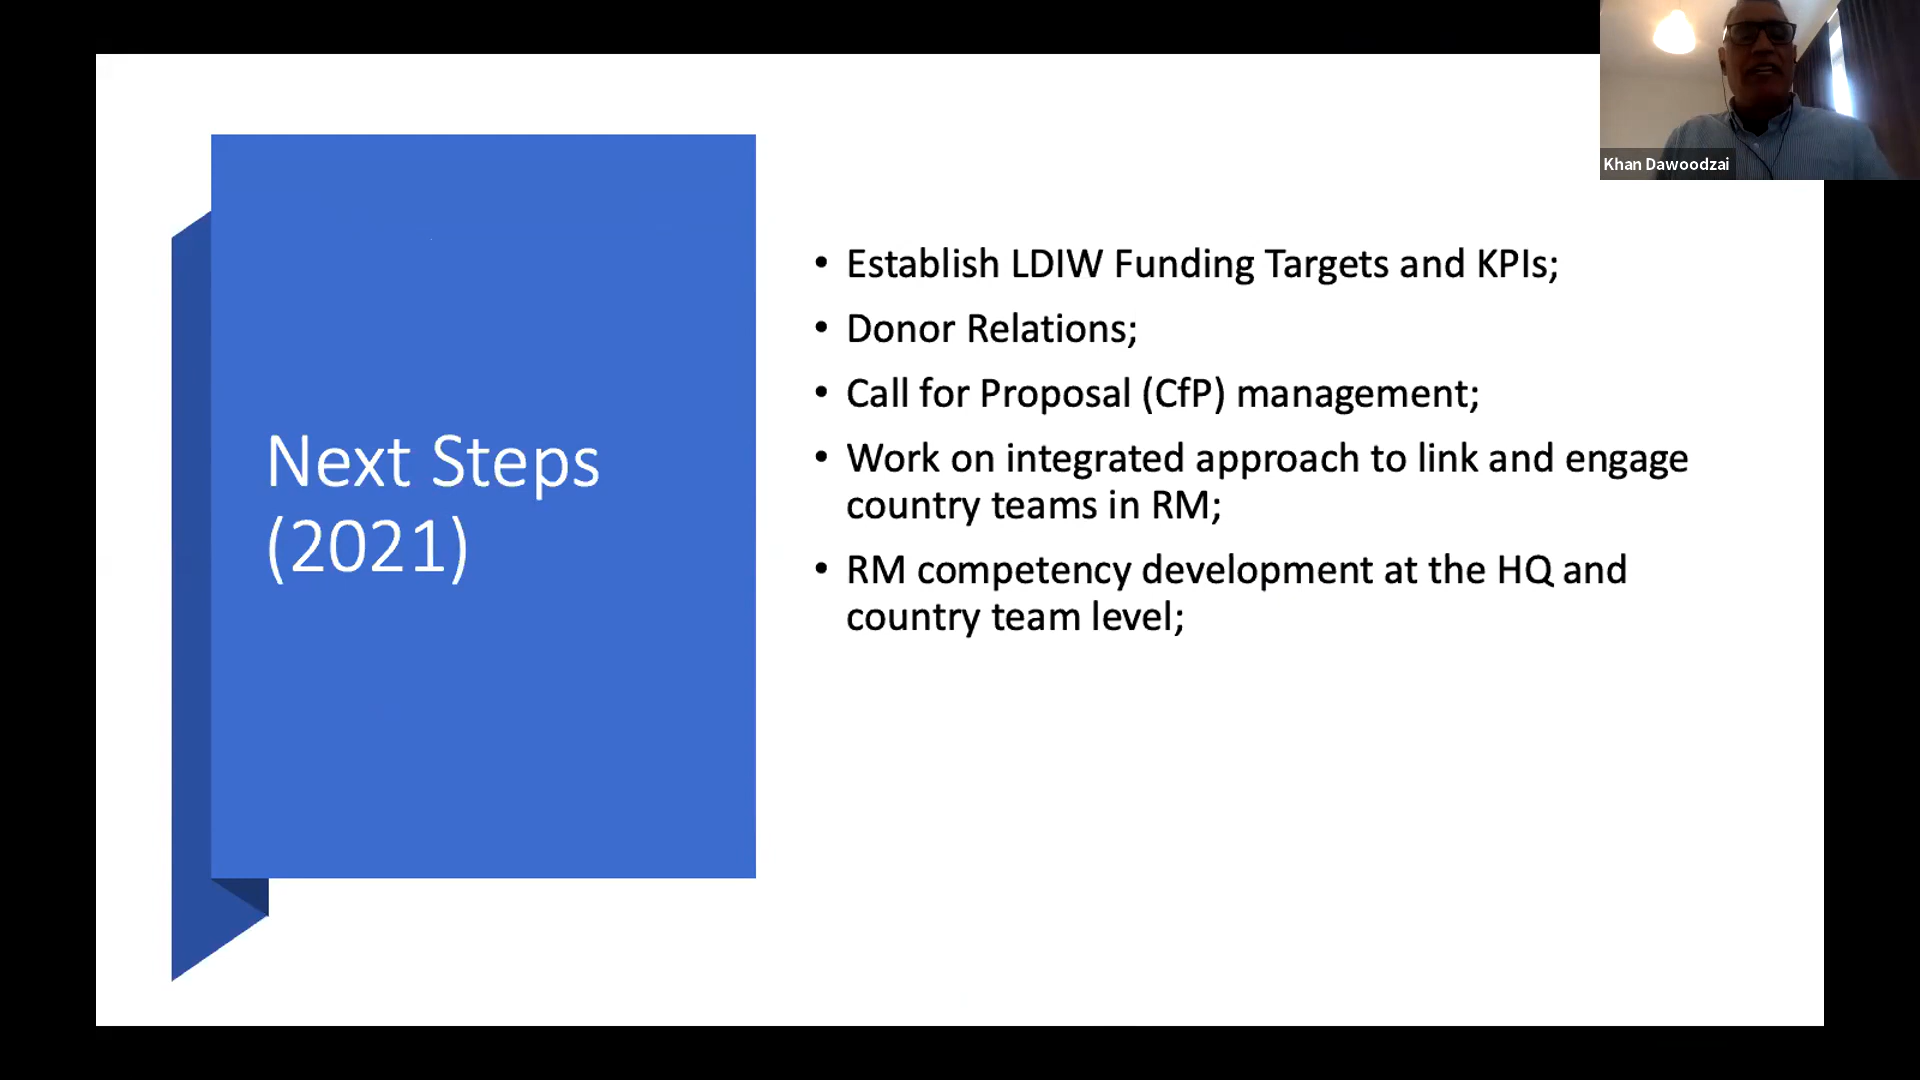 Khan Dawoodzai
Next Steps
(2021)
• Establish LDIW Funding Targets and KPIs;
• Donor Relations;
• Call for Proposal (CfP) management;
• Work on integrated approach to link and engage
country teams in RM;
• RM competency development at the HQ and
country team level;